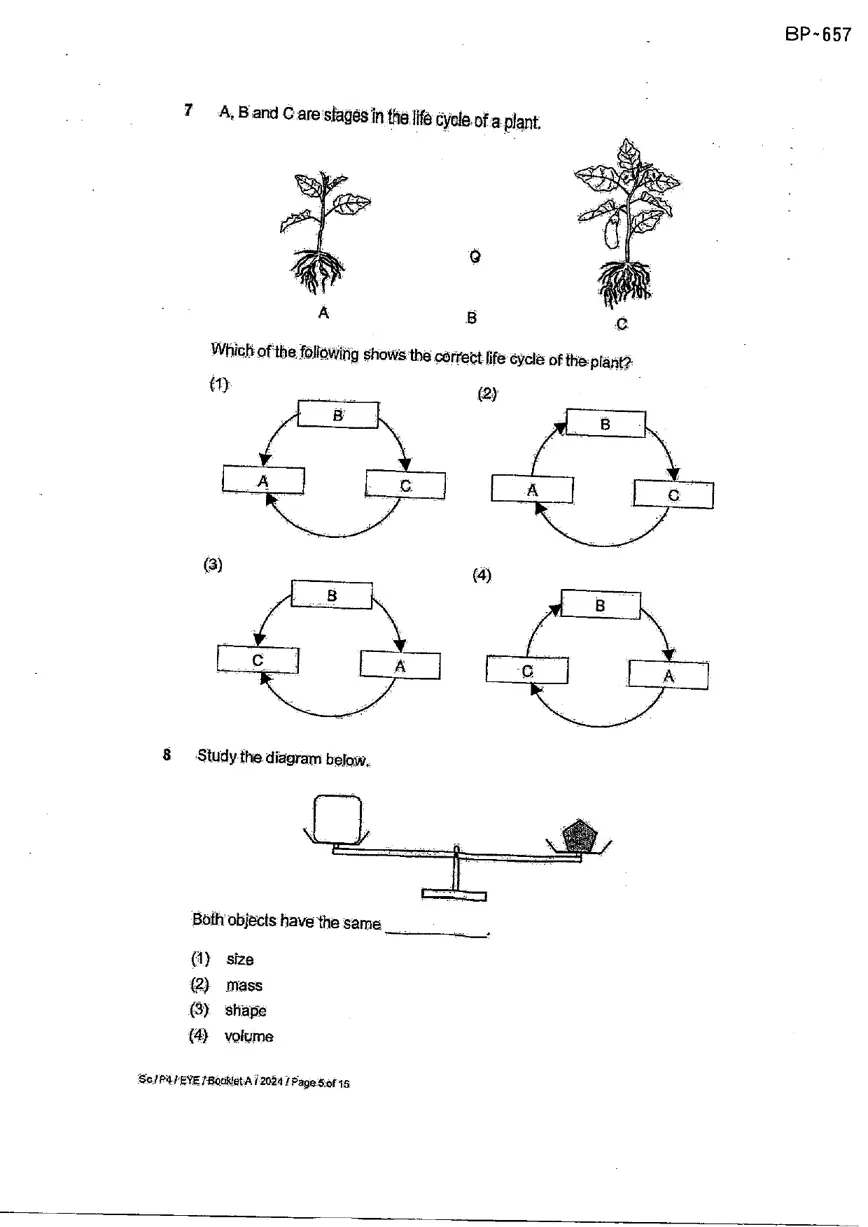 BP-657
7 A, B and C are stages in the life cycle of a plant.
A
B
C
Which of the following shows the correct life cycle of the plant?
(1)
B
A
C
(2)
B
A
C
(3)
B
C
A
(4)
B
C
A
8 Study the diagram below.
Both objects have the same ____________.
(1) size
(2) mass
(3) shape
(4) volume
Sc / P4 / EYE / Booklet A / 2024 / Page 5 of 15